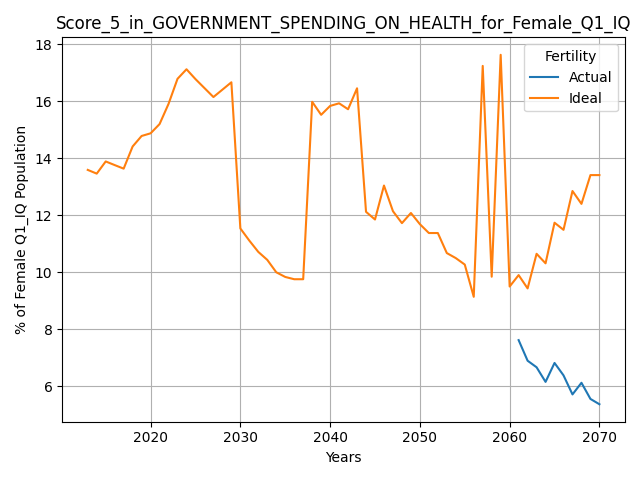 Score_5_in_GOVERNMENT_SPENDING_ON_HEALTH_for_Female_Q1_IQ
% of Female Q1_IQ Population
18
16
14
12
10
8
6
Fertility
Actual
Ideal
2020 2030 2040 2050 2060 2070
Years